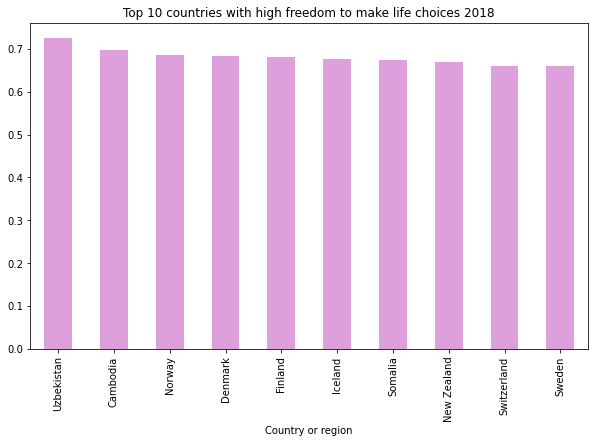 Top 10 countries with high freedom to make life choices 2018
0.7
0.6
0.5
0.4
0.3
0.2
0.1
0.0
Uzbekistan
Cambodia
Norway
Denmark
Finland
Iceland
Somalia
New Zealand
Switzerland
Sweden
Country or region